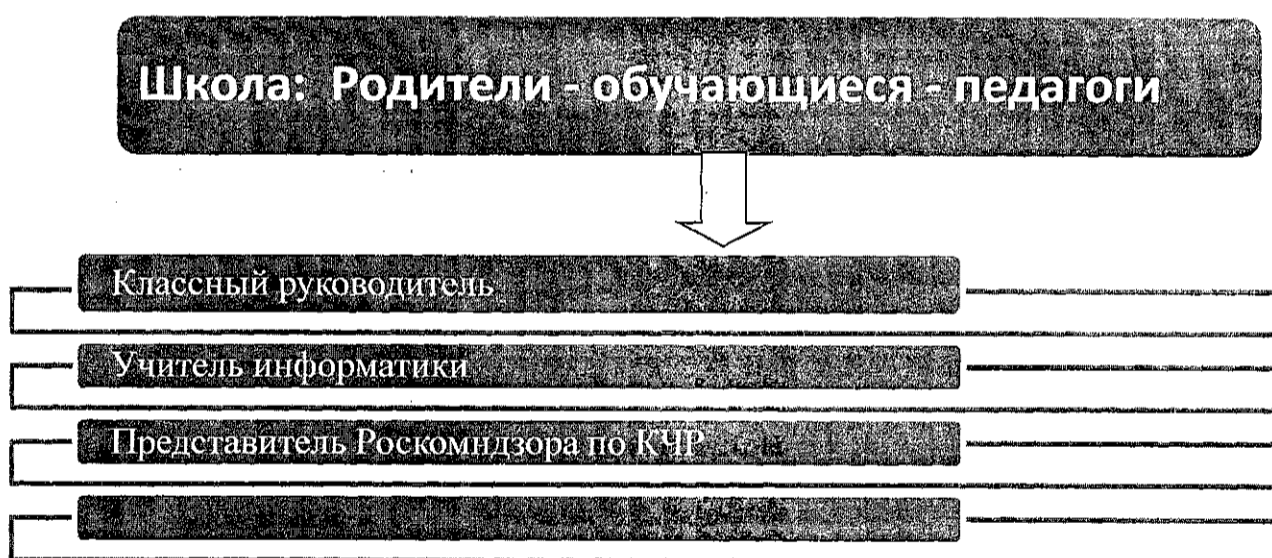 Школа: Родители - обучающиеся - педагоги
Классный руководитель
Учитель информатики
Представитель Роскомндзора по КЧР